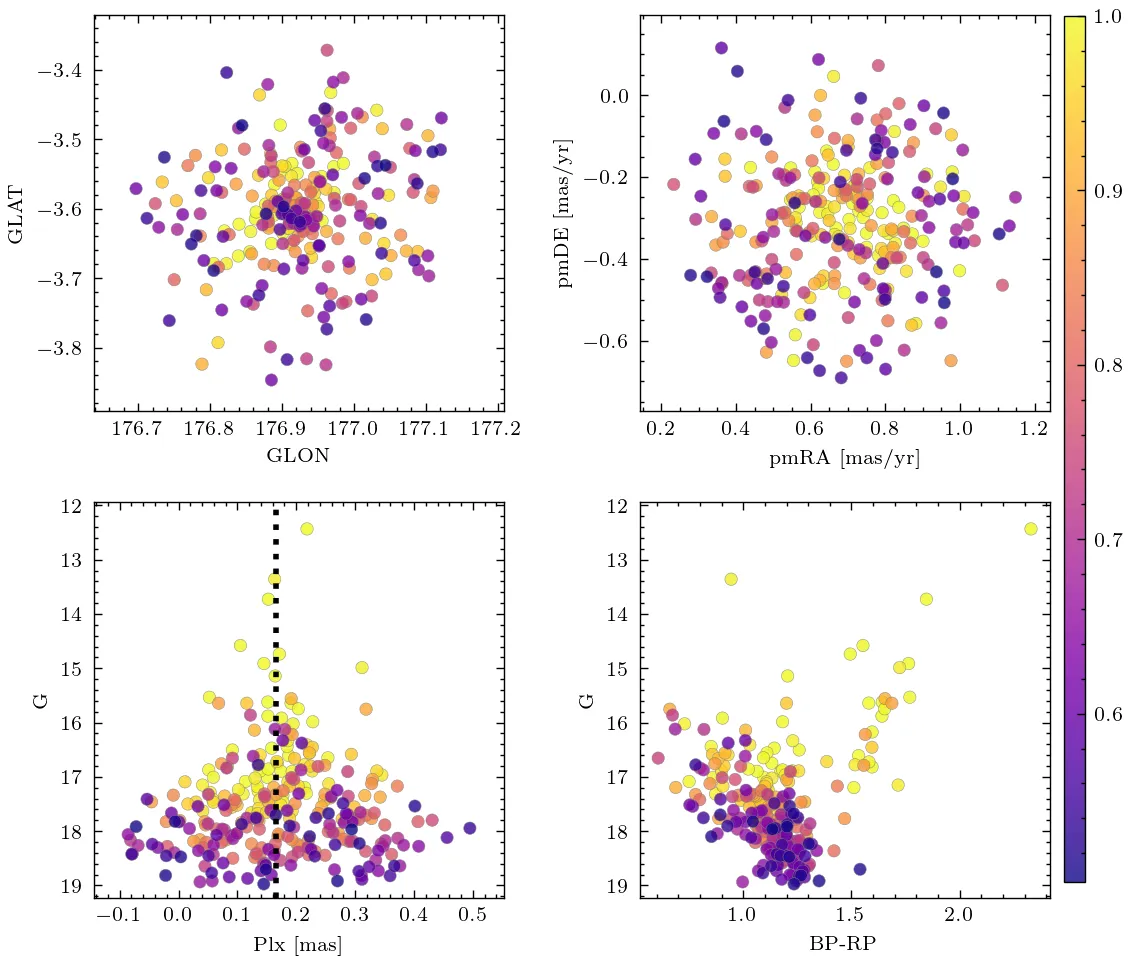 −3.4
−3.5
−3.6
−3.7
−3.8
GLAT
176.7 176.8 176.9 177.0 177.1 177.2
GLON
0.0
−0.2
−0.4
−0.6
pmDE [mas/yr]
0.2 0.4 0.6 0.8 1.0 1.2
pmRA [mas/yr]
1.0
0.9
0.8
0.7
0.6
12
13
14
15
16
17
18
19
G
−0.1 0.0 0.1 0.2 0.3 0.4 0.5
Plx [mas]
12
13
14
15
16
17
18
19
G
1.0 1.5 2.0
BP-RP